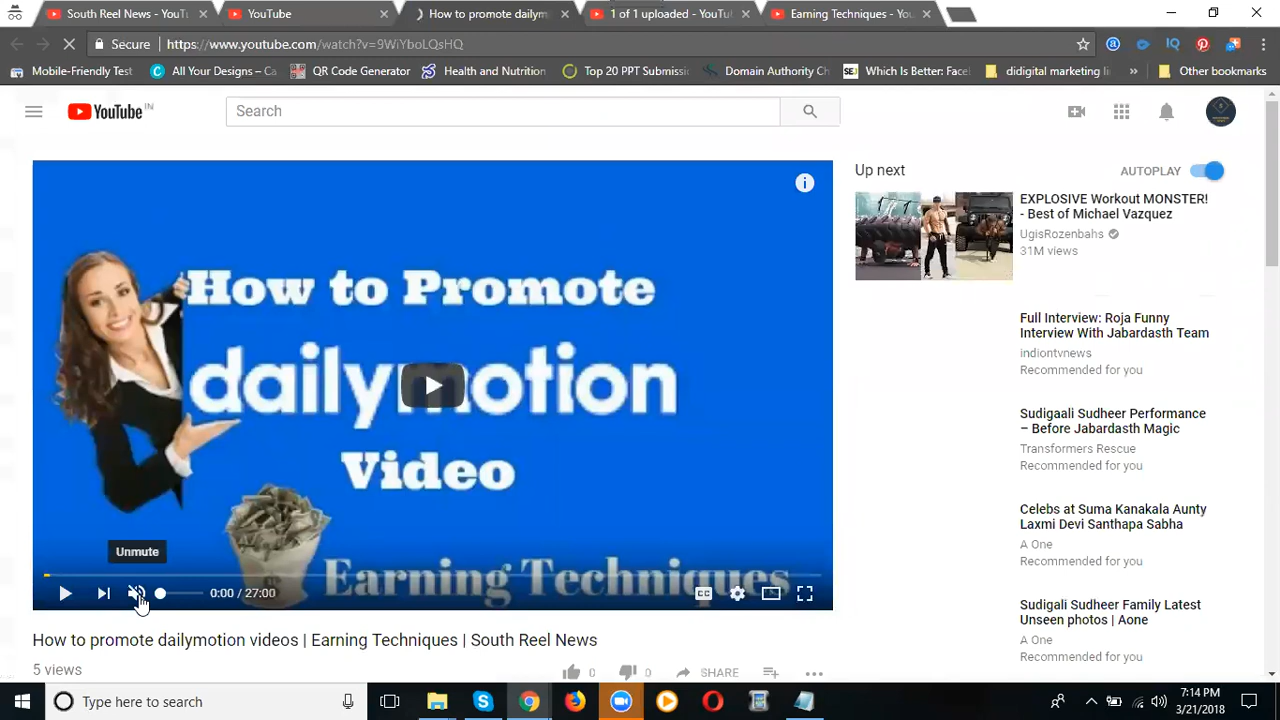 South Reel News - YouT
YouTube
How to promote dailym
1 of 1 uploaded - YouTu
Earning Techniques - Yo
Secure
https://www.youtube.com/watch?v=9WiYboLQsHQ
Mobile-Friendly Test
All Your Designs – Ca
QR Code Generator
Health and Nutrition
Top 20 PPT Submissi
Domain Authority Ch
SEJ
Which Is Better: Facel
didigital marketing li
»
Other bookmarks
YouTube IN
Search
How to Promote
dailymotion
Video
Earning Techniques
Unmute
0:00 / 27:00
CC
How to promote dailymotion videos | Earning Techniques | South Reel News
5 views
0
0
SHARE
Up next
AUTOPLAY
EXPLOSIVE Workout MONSTER!
- Best of Michael Vazquez
UgisRozenbahs
31M views
Full Interview: Roja Funny
Interview With Jabardasth Team
indiontvnews
Recommended for you
Sudigaali Sudheer Performance
– Before Jabardasth Magic
Transformers Rescue
Recommended for you
Celebs at Suma Kanakala Aunty
Laxmi Devi Santhapa Sabha
A One
Recommended for you
Sudigali Sudheer Family Latest
Unseen photos | Aone
A One
Recommended for you
Type here to search
7:14 PM
3/21/2018